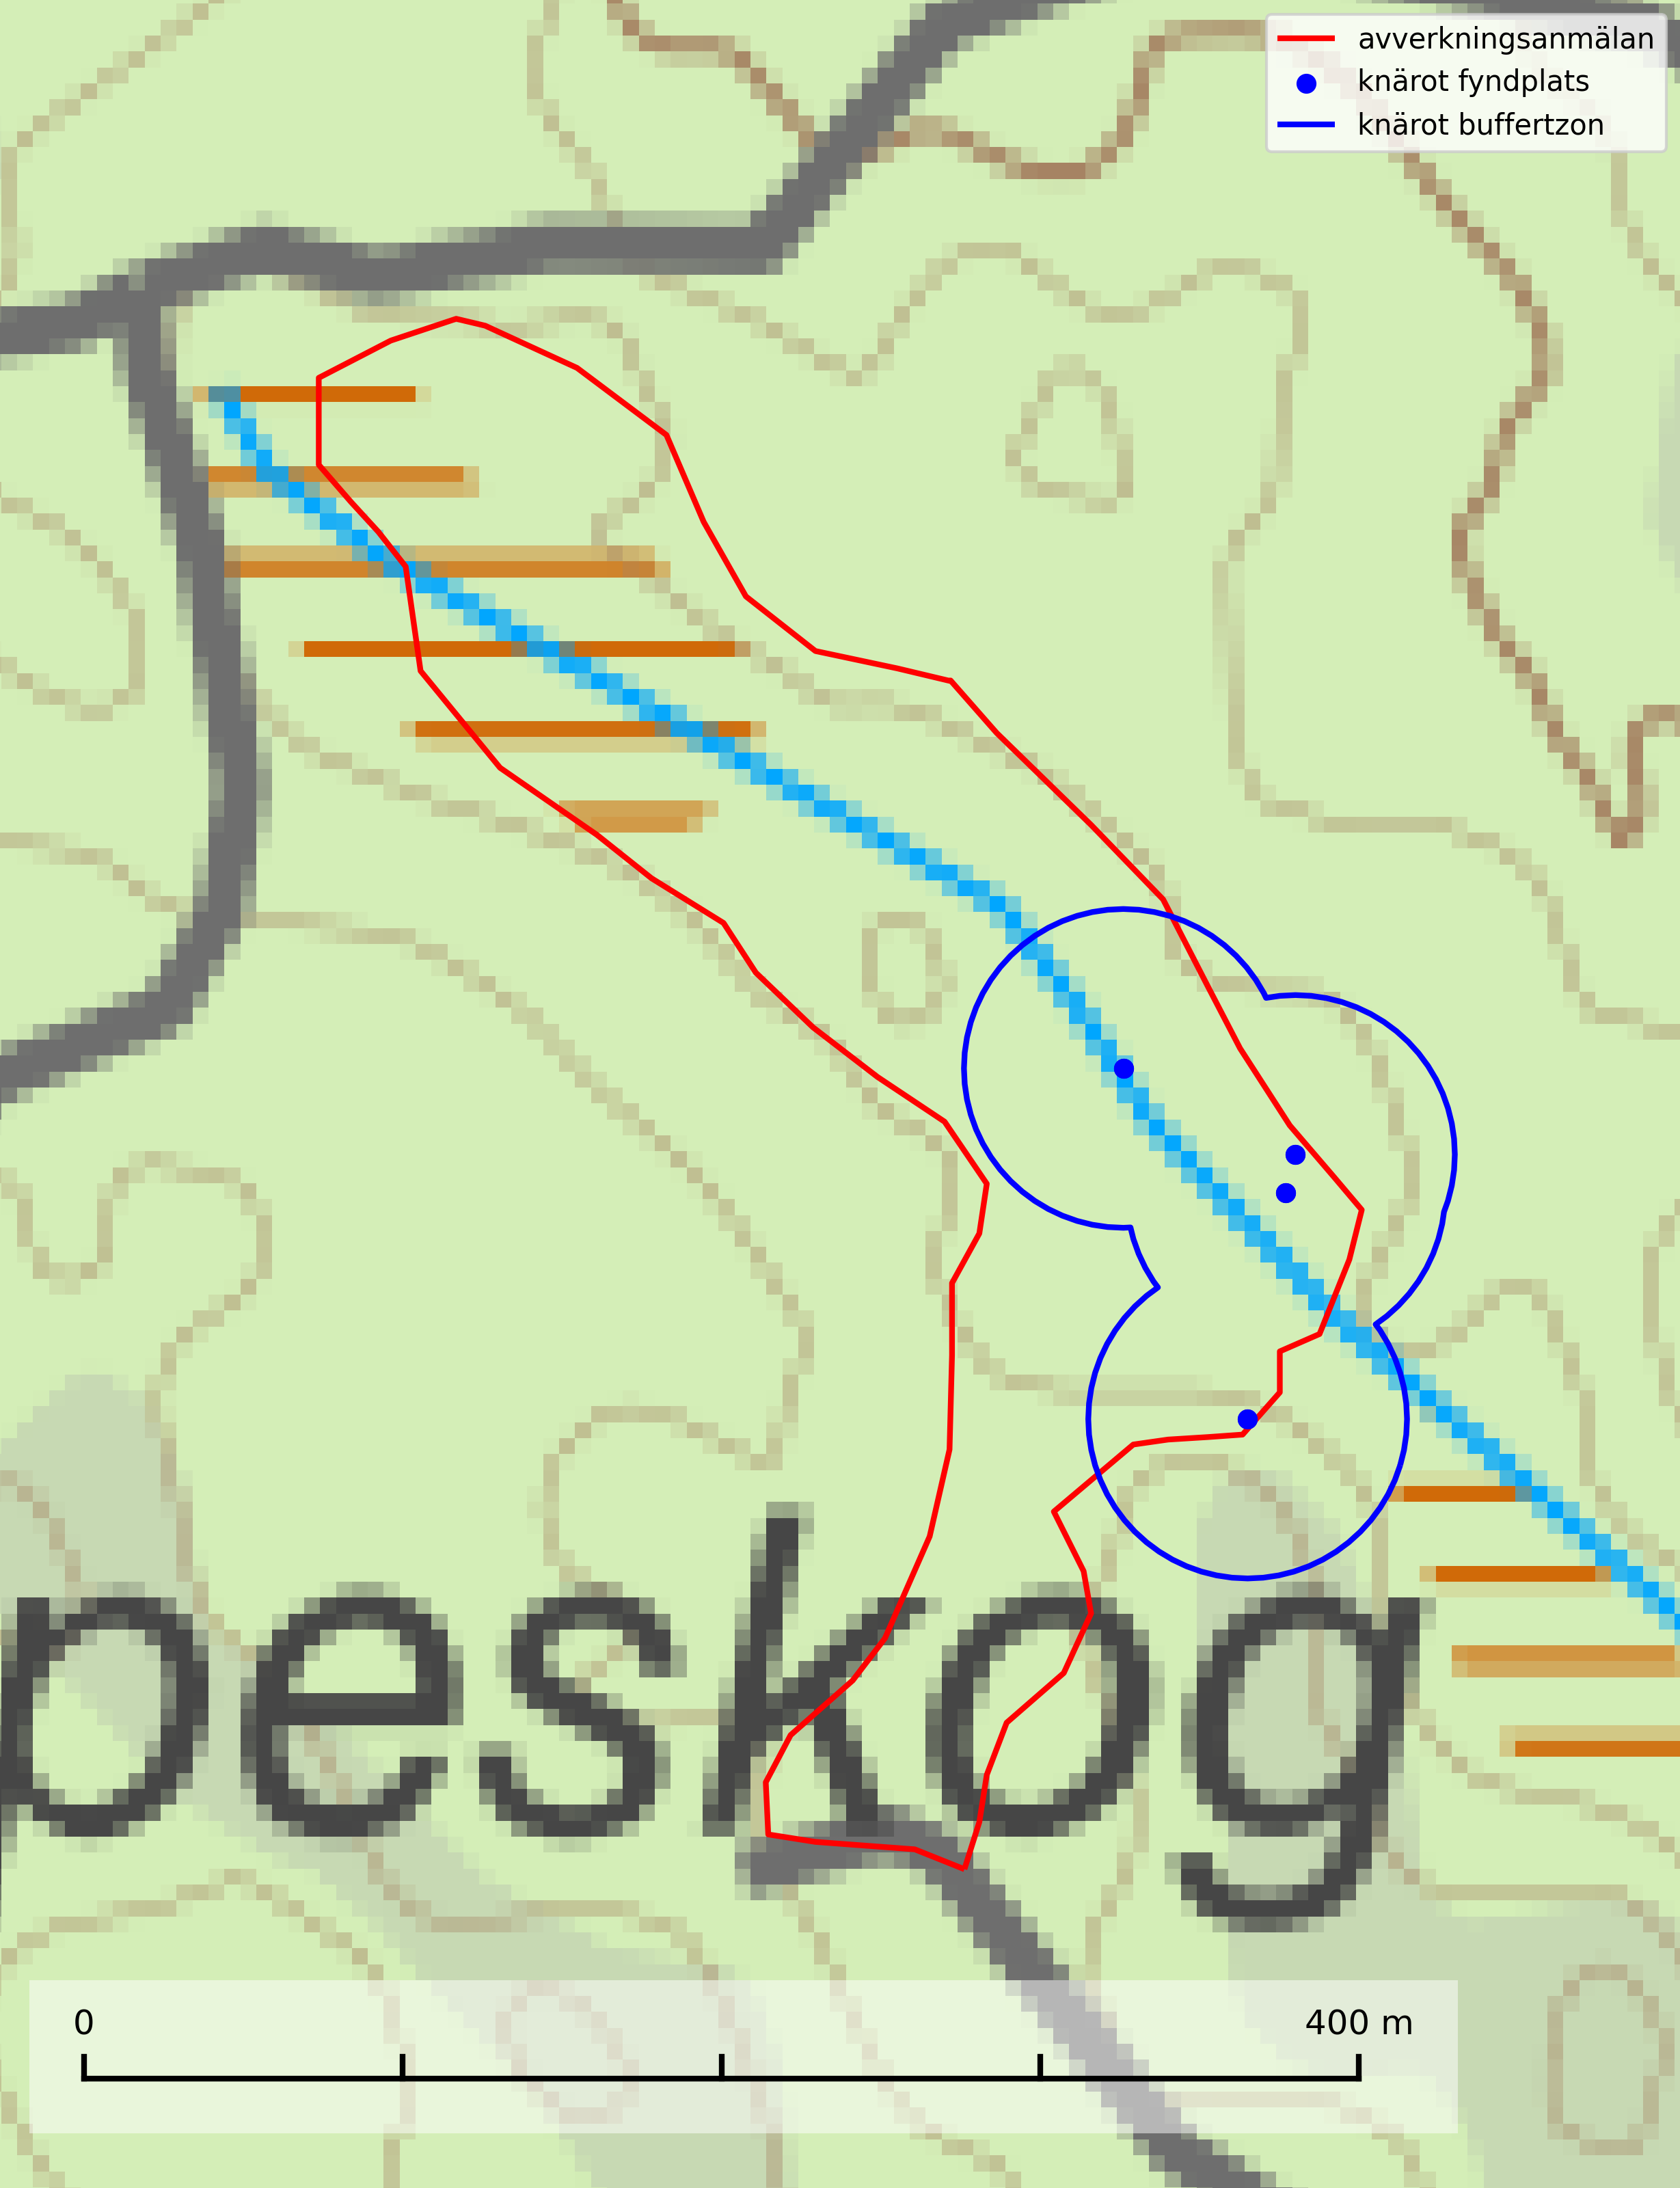 avverkningsanmälan
knärot fyndplats
knärot buffertzon
peskog
0 400 m